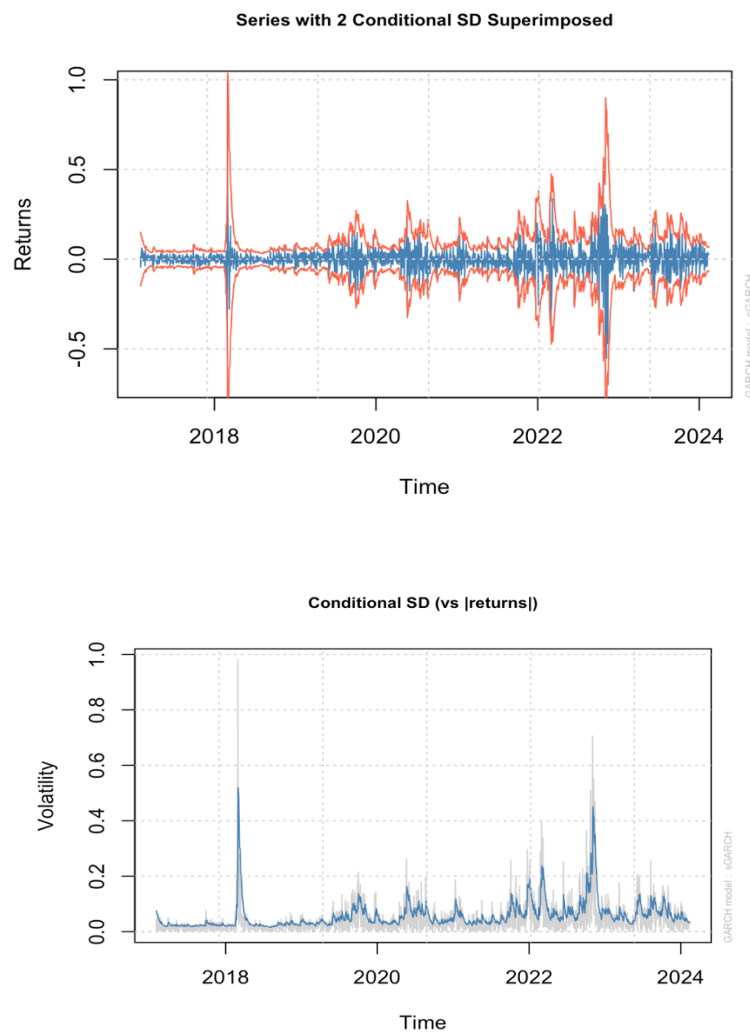 Series with 2 Conditional SD Superimposed
1.0
0.5
0.0
-0.5
Returns
2018 2020 2022 2024
Time
GARCH model : sGARCH
Conditional SD (vs |returns|)
1.0
0.8
0.6
0.4
0.2
0.0
Volatility
2018 2020 2022 2024
Time
GARCH model : sGARCH